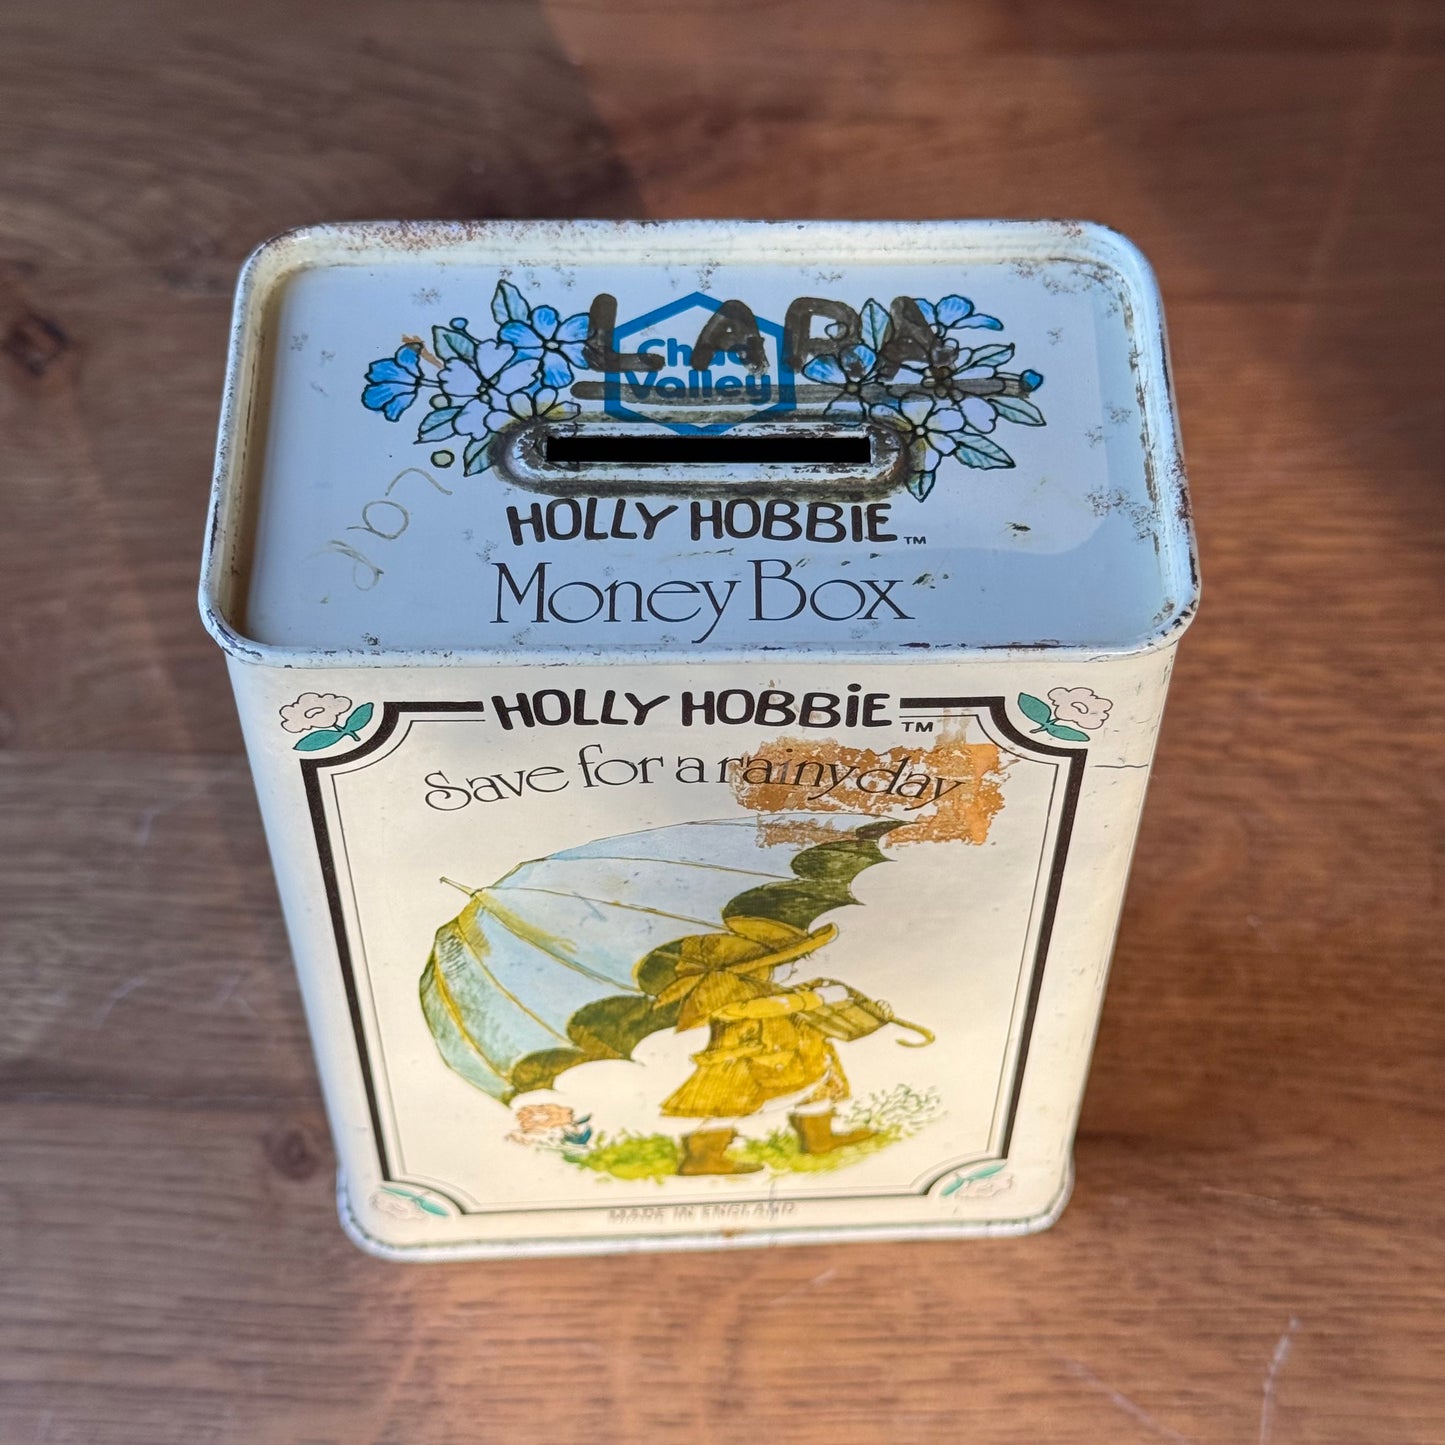 LARA
Chad
Valley
HOLLY HOBBiE™
Money Box
HOLLY HOBBiE™
Save for a rainy day
MADE IN ENGLAND